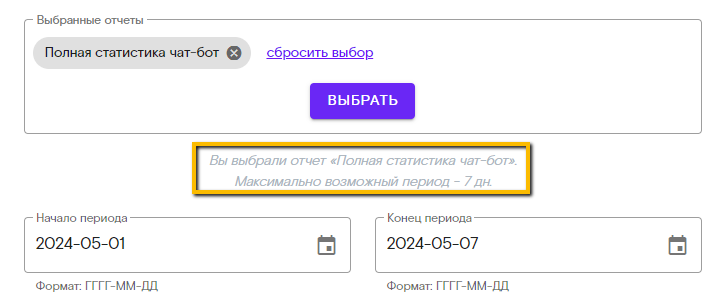 Выбранные отчеты
Полная статистика чат-бот сбросить выбор
ВЫБРАТЬ
Вы выбрали отчет «Полная статистика чат-бот».
Максимально возможный период - 7 дн.
Начало периода Конец периода
2024-05-01 2024-05-07
Формат: ГГГГ-ММ-ДД Формат: ГГГГ-ММ-ДД